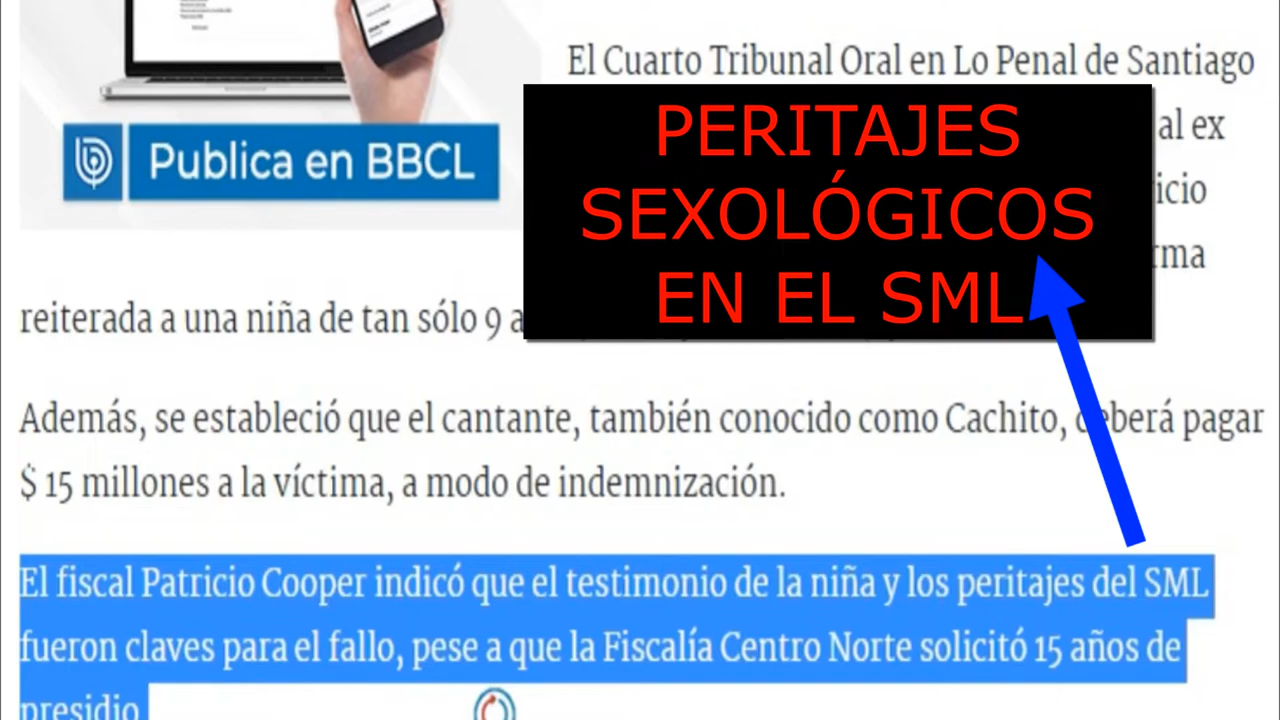 El Cuarto Tribunal Oral en Lo Penal de Santiago
al ex
Publica en BBCL
PERITAJES
SEXOLÓGICOS
EN EL SML
reiterada a una niña de tan sólo 9
Además, se estableció que el cantante, también conocido como Cachito, deberá pagar
$ 15 millones a la víctima, a modo de indemnización.
El fiscal Patricio Cooper indicó que el testimonio de la niña y los peritajes del SML
fueron claves para el fallo, pese a que la Fiscalía Centro Norte solicitó 15 años de
presidio